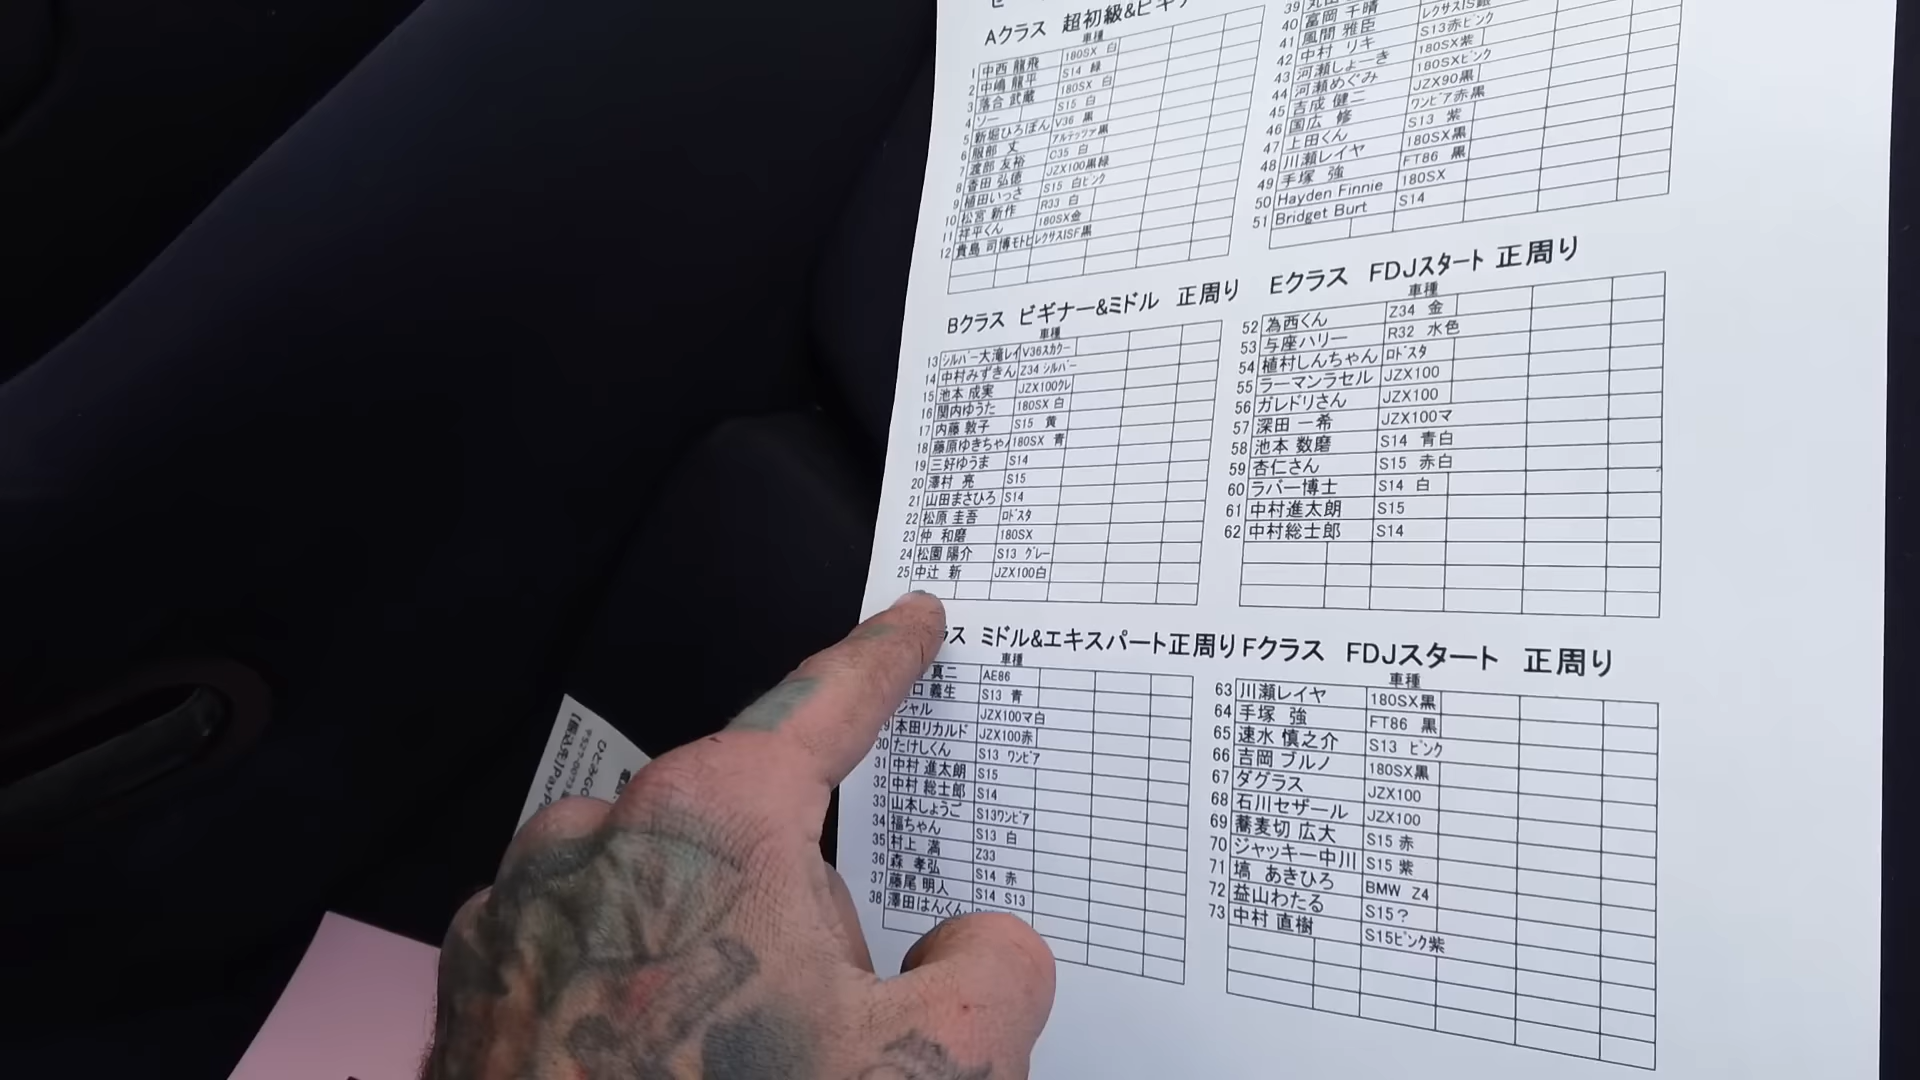 Aクラス 超初級&ビギ
車種
1 中西 龍飛 180SX 白
2 中嶋 龍平 S14 緑
3 落合 武蔵 180SX 白
4 ソー S15 白
5 新堀ひろぽん V36 黒
6 服部 丈 アルテッツァ黒
7 渡部 友裕 C35 白
8 香田 弘徳 JZX100黒緑
9 植田いっさ S15 白ピンク
10 松宮 新作 R33 白
11 祥平くん 180SX金
12 貴島 司博モトヒ レクサスISF黒
Bクラス ビギナー&ミドル 正周り
車種
13 シルバー大滝レイ V36スカクー
14 中村みずきん Z34 シルバー
15 池本 成実 JZX100クレ
16 関内ゆうた 180SX 白
17 内藤 敦子 S15 黄
18 藤原ゆきちゃん 180SX 青
19 三好ゆうま S14
20 澤村 亮 S15
21 山田まさひろ S14
22 松原 圭吾 ロドスタ
23 仲 和磨 180SX
24 松園 陽介 S13 グレー
25 中辻 新 JZX100白
ラス ミドル&エキスパート正周り
車種
真二 AE86
口 義生 S13 青
ジャル JZX100マ白
29 本田リカルド JZX100赤
30 たけしくん S13 ワンビア
31 中村 進太朗 S15
32 中村 総士郎 S14
33 山本しょうご S13ワンビア
34 福ちゃん S13 白
35 村上 満 Z33
36 森 孝弘 S14 赤
37 藤尾 明人 S14 S13
38 澤田はんくん
39
40 富岡 千晴 レクサスIS銀
41 風間 雅臣 S13赤ピンク
42 中村 リキ 180SX紫
43 河瀬しょーき 180SXピンク
44 河瀬めぐみ JZX90黒
45 吉成 健二 ワンビア赤黒
46 国広 修 S13 紫
47 上田くん 180SX黒
48 川瀬レイヤ FT86 黒
49 手塚 強 180SX
50 Hayden Finnie S14
51 Bridget Burt
Eクラス FDJスタート 正周り
車種
52 為西くん Z34 金
53 与座ハリー R32 水色
54 植村しんちゃん ロドスタ
55 ラーマンラセル JZX100
56 ガレドリさん JZX100
57 深田 一希 JZX100マ
58 池本 数磨 S14 青白
59 杏仁さん S15 赤白
60 ラバー博士 S14 白
61 中村進太朗 S15
62 中村総士郎 S14
Fクラス FDJスタート 正周り
車種
63 川瀬レイヤ 180SX黒
64 手塚 強 FT86 黒
65 速水 慎之介 S13 ピンク
66 吉岡 ブルノ 180SX黒
67 ダグラス JZX100
68 石川セザール JZX100
69 蕎麦切 広大 S15 赤
70 ジャッキー中川 S15 紫
71 塙 あきひろ BMW Z4
72 益山わたる S15?
73 中村 直樹 S15ピンク紫